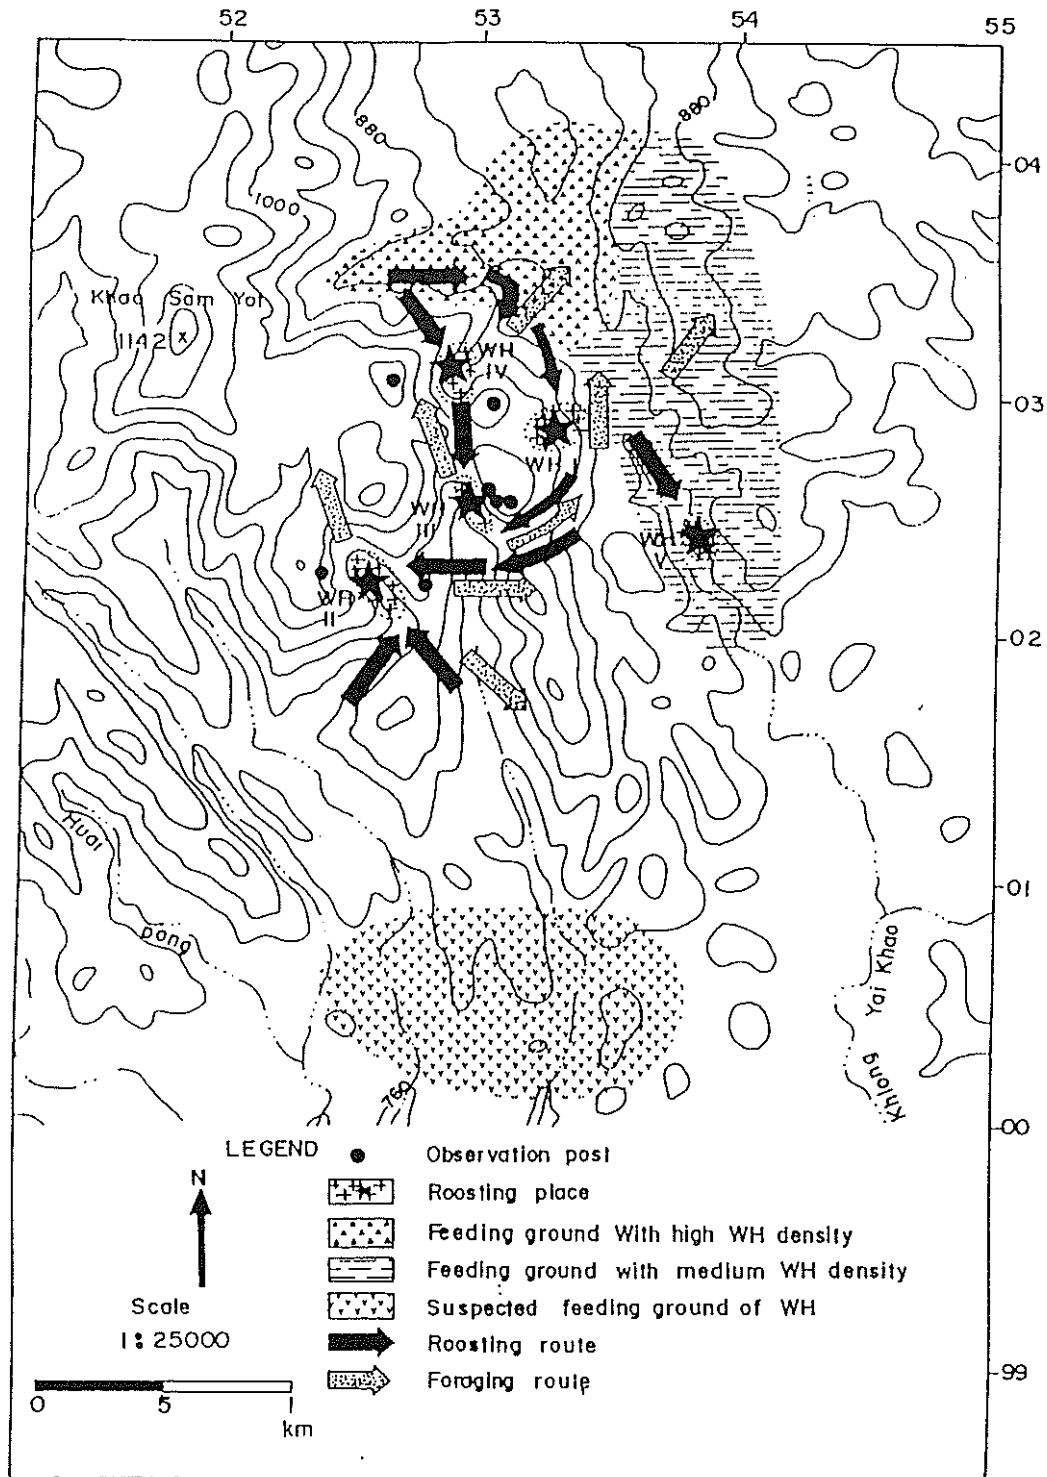 52 53 54 55
880
880
04
1000
Khao Sam Yot
1142 x
WH
IV
03
WH I
WH
III
WH
V
WH
II
02
Huai
pong
01
Yai Khao
Khlong
760
00
LEGEND
Observation post
Roosting place
Feeding ground With high WH density
Feeding ground with medium WH density
Suspected feeding ground of WH
Roosting route
Foraging route
N
Scale
1:25000
99
0 5 1
km